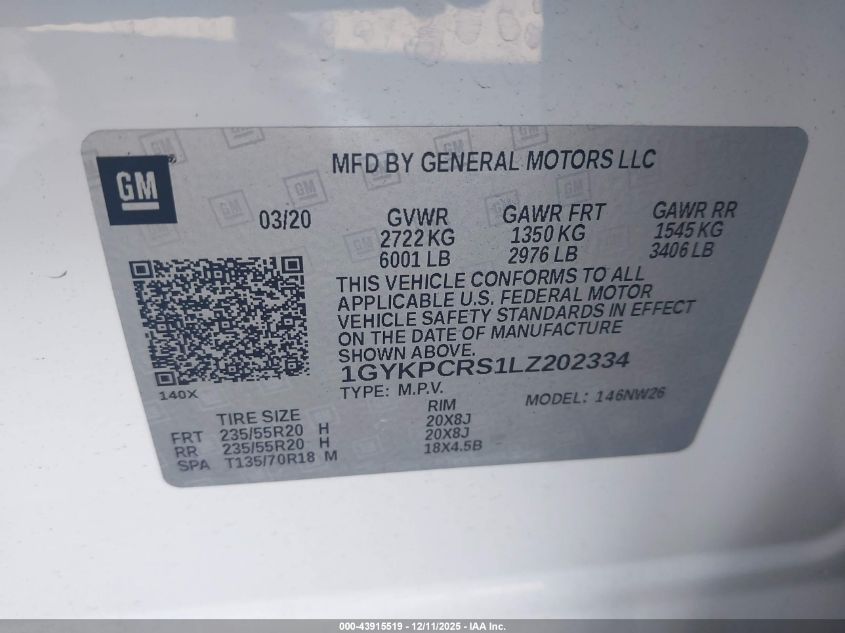 GM
MFD BY GENERAL MOTORS LLC
03/20 GVWR GAWR FRT GAWR RR
2722 KG 1350 KG 1545 KG
6001 LB 2976 LB 3406 LB
THIS VEHICLE CONFORMS TO ALL
APPLICABLE U.S. FEDERAL MOTOR
VEHICLE SAFETY STANDARDS IN EFFECT
ON THE DATE OF MANUFACTURE
SHOWN ABOVE.
1GYKPCRS1LZ202334
TYPE: M.P.V. MODEL: 146NW26
140X
TIRE SIZE RIM
FRT 235/55R20 H 20X8J
RR 235/55R20 H 20X8J
SPA T135/70R18 M 18X4.5B
000-43915519 - 12/11/2025 - IAA Inc.